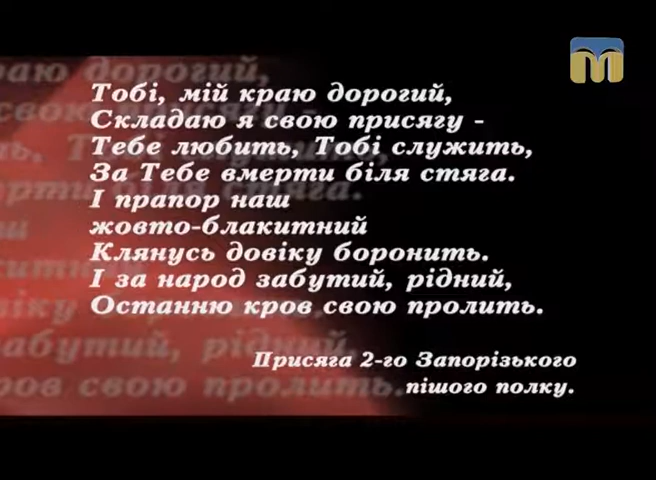 Тобі, мій краю дорогий,
Складаю я свою присягу -
Тебе любить, Тобі служить,
За Тебе вмерти біля стяга.
І прапор наш
жовто-блакитний
Клянусь довіку боронить.
І за народ забутий, рідний,
Останню кров свою пролить.
Присяга 2-го Запорізького
пішого полку.